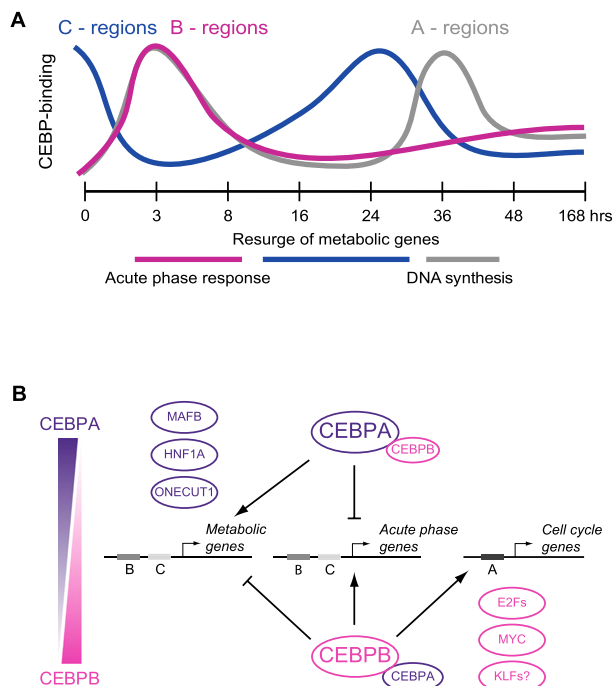 A
C - regions B - regions A - regions
CEBP-binding
0 3 8 16 24 36 48 168 hrs
Resurge of metabolic genes
Acute phase response DNA synthesis
B
CEBPA
MAFB
HNF1A
ONECUT1
CEBPA
CEBPB
Metabolic
genes
Acute phase
genes
Cell cycle
genes
B C B C A
CEBPB
CEBPB
CEBPA
E2Fs
MYC
KLFs?